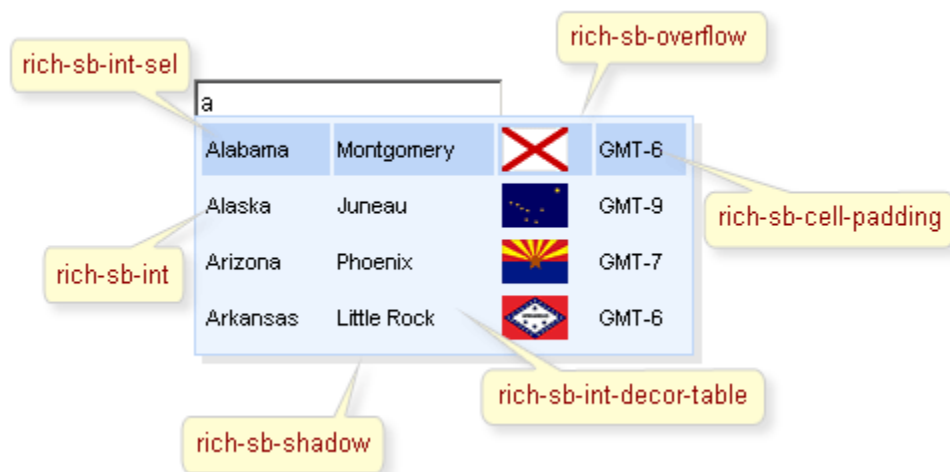 rich-sb-overflow
rich-sb-int-sel
a
Alabama Montgomery GMT-6
Alaska Juneau GMT-9
rich-sb-cell-padding
Arizona Phoenix GMT-7
rich-sb-int
Arkansas Little Rock GMT-6
rich-sb-int-decor-table
rich-sb-shadow